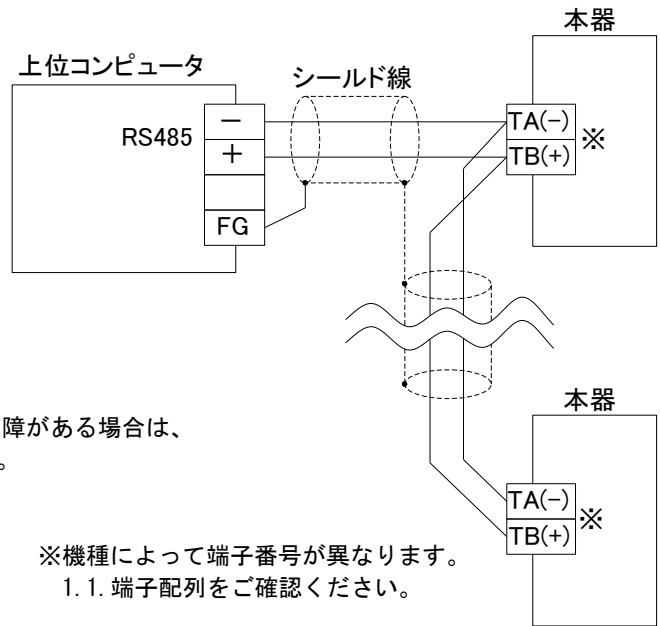 本器
上位コンピュータ
シールド線
RS485
－
＋
FG
TA(-)
TB(+)
※
障がある場合は、
。
本器
TA(-)
TB(+)
※
※機種によって端子番号が異なります。
1.1.端子配列をご確認ください。